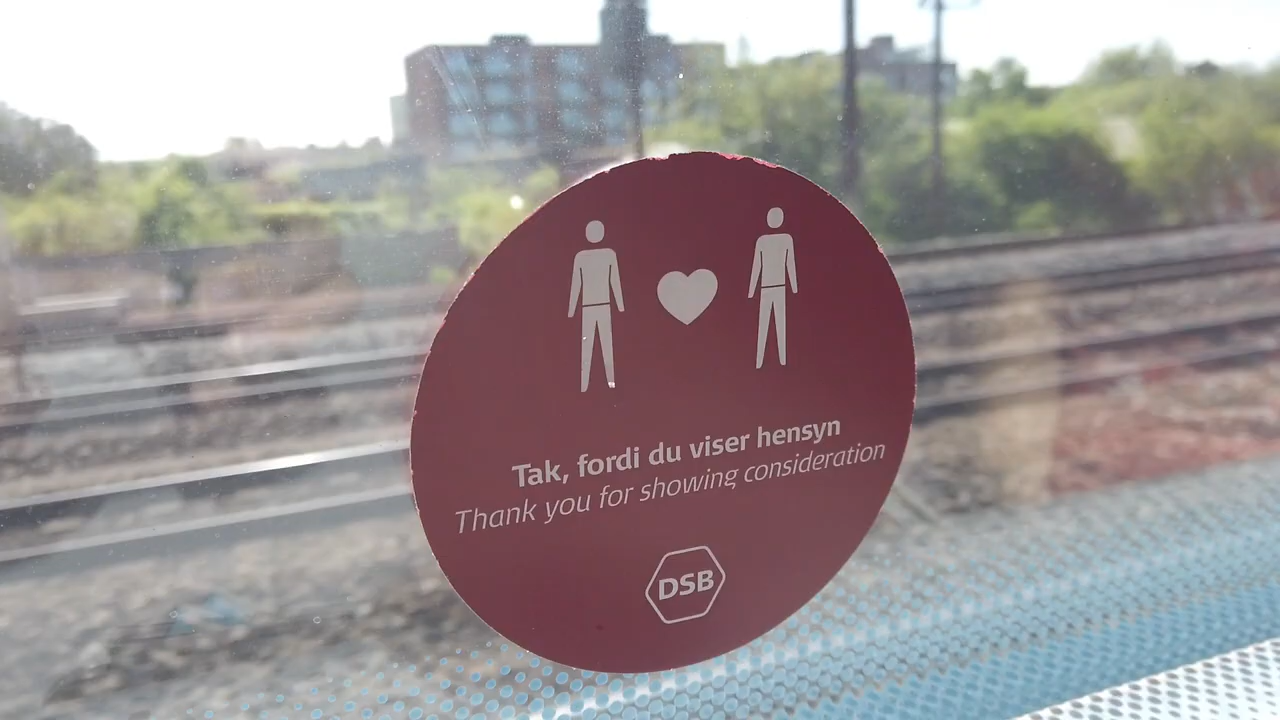 Tak, fordi du viser hensyn
Thank you for showing consideration
DSB